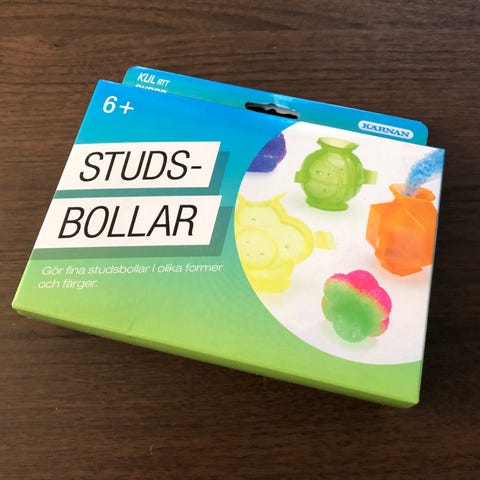 KUL ATT
KÄRNAN
6+
STUDS-
BOLLAR
Gör fina studsbollar i olika former
och färger.